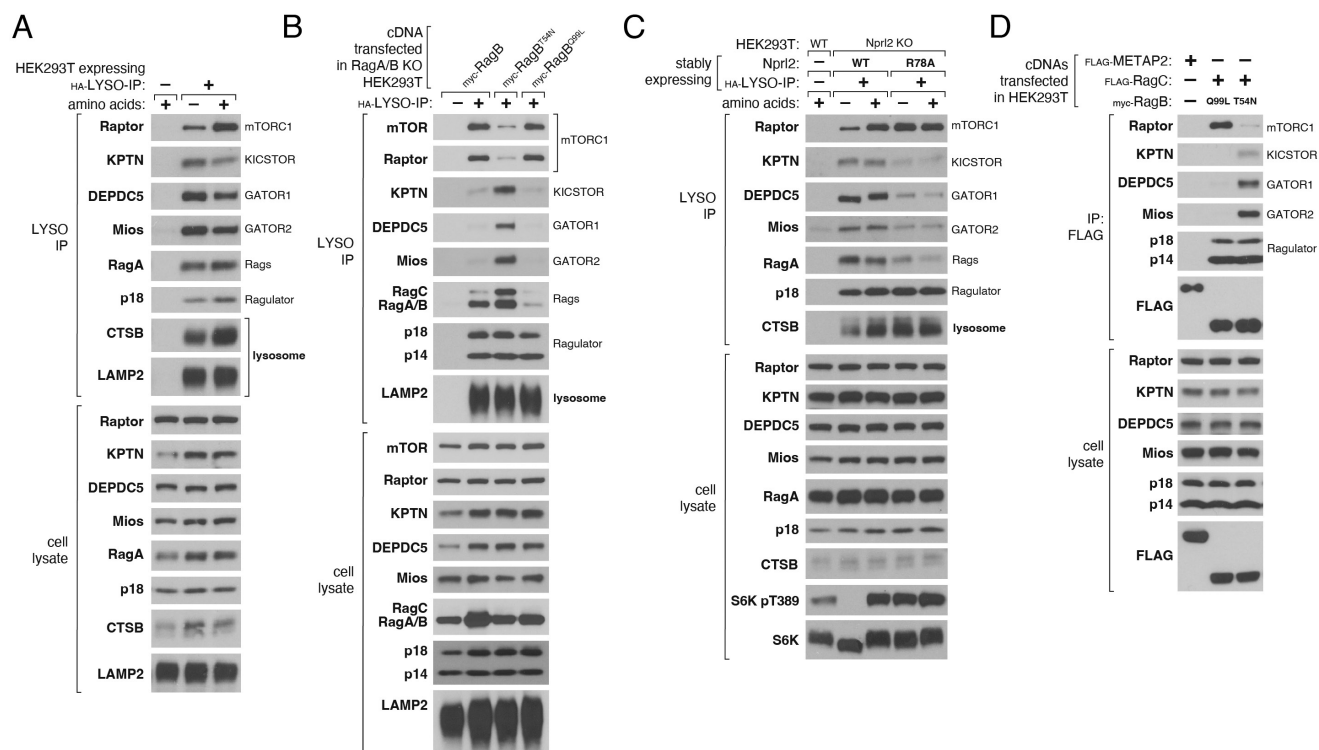 A
HEK293T expressing
HA-LYSO-IP: − +
amino acids: + − +
LYSO IP
Raptor mTORC1
KPTN KICSTOR
DEPDC5 GATOR1
Mios GATOR2
RagA Rags
p18 Ragulator
CTSB
lysosome
LAMP2
cell lysate
Raptor
KPTN
DEPDC5
Mios
RagA
p18
CTSB
LAMP2
B
cDNA
transfected
in RagA/B KO
HEK293T
myc-RagB
myc-RagBT54N
myc-RagBQ99L
HA-LYSO-IP: − + + +
LYSO IP
mTOR
mTORC1
Raptor
KPTN KICSTOR
DEPDC5 GATOR1
Mios GATOR2
RagC
Rags
RagA/B
p18
Ragulator
p14
LAMP2 lysosome
cell lysate
mTOR
Raptor
KPTN
DEPDC5
Mios
RagC
RagA/B
p18
p14
LAMP2
C
HEK293T: WT Nprl2 KO
stably expressing
Nprl2: − WT R78A
HA-LYSO-IP: − + +
amino acids: + − + − +
LYSO IP
Raptor mTORC1
KPTN KICSTOR
DEPDC5 GATOR1
Mios GATOR2
RagA Rags
p18 Ragulator
CTSB lysosome
cell lysate
Raptor
KPTN
DEPDC5
Mios
RagA
p18
CTSB
S6K pT389
S6K
D
cDNAs
transfected
in HEK293T
FLAG-METAP2: + − −
FLAG-RagC: − + +
myc-RagB: − Q99L T54N
IP:
FLAG
Raptor mTORC1
KPTN KICSTOR
DEPDC5 GATOR1
Mios GATOR2
p18
Ragulator
p14
FLAG
cell lysate
Raptor
KPTN
DEPDC5
Mios
p18
p14
FLAG